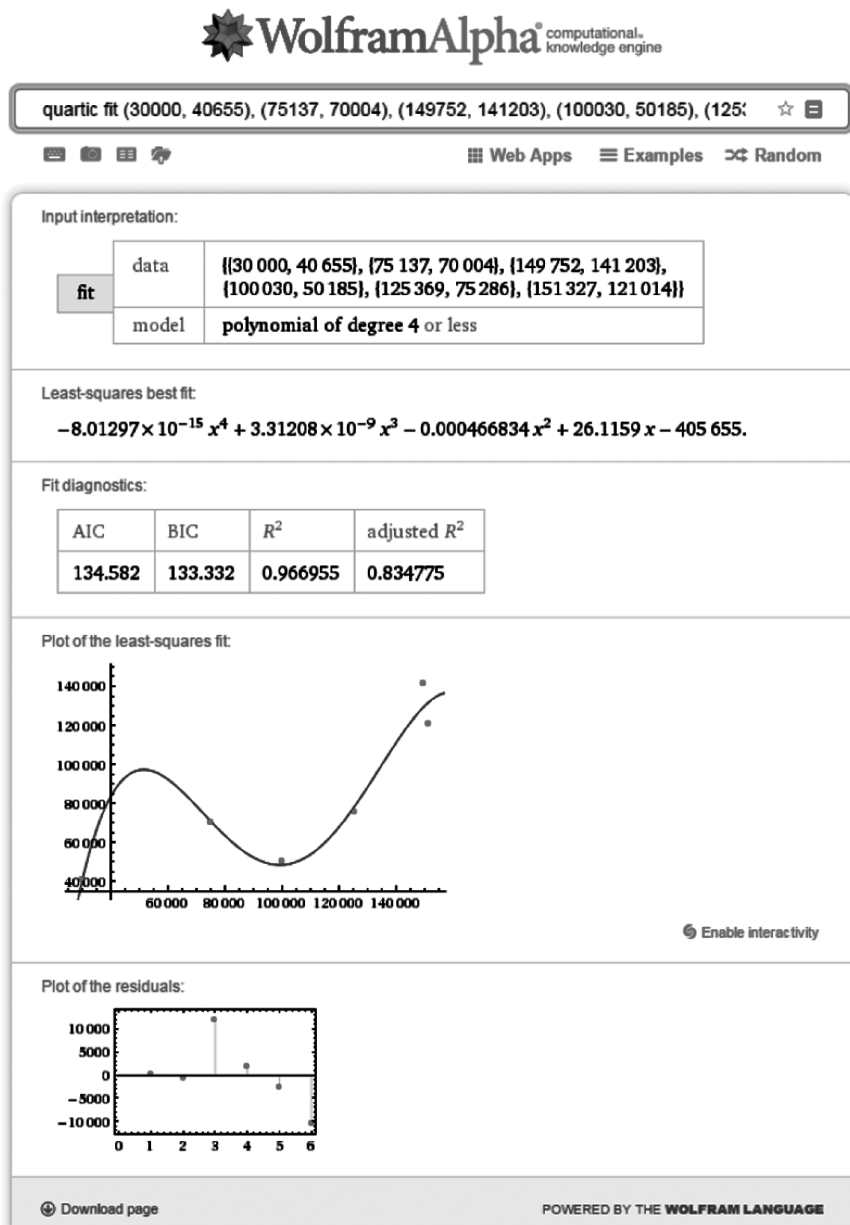 WolframAlpha computational
knowledge engine
quartic fit (30000, 40655), (75137, 70004), (149752, 141203), (100030, 50185), (125
Web Apps Examples Random
Input interpretation:
fit
data {{30 000, 40 655}, {75 137, 70 004}, {149 752, 141 203},
{100 030, 50 185}, {125 369, 75 286}, {151 327, 121 014}}
model polynomial of degree 4 or less
Least-squares best fit:
−8.01297×10⁻¹⁵ x⁴ + 3.31208×10⁻⁹ x³ − 0.000466834 x² + 26.1159 x − 405 655.
Fit diagnostics:
AIC BIC R² adjusted R²
134.582 133.332 0.966955 0.834775
Plot of the least-squares fit:
140 000
120 000
100 000
80 000
60 000
40 000
60 000 80 000 100 000 120 000 140 000
Enable interactivity
Plot of the residuals:
10 000
5000
0
−5000
−10 000
0 1 2 3 4 5 6
Download page POWERED BY THE WOLFRAM LANGUAGE